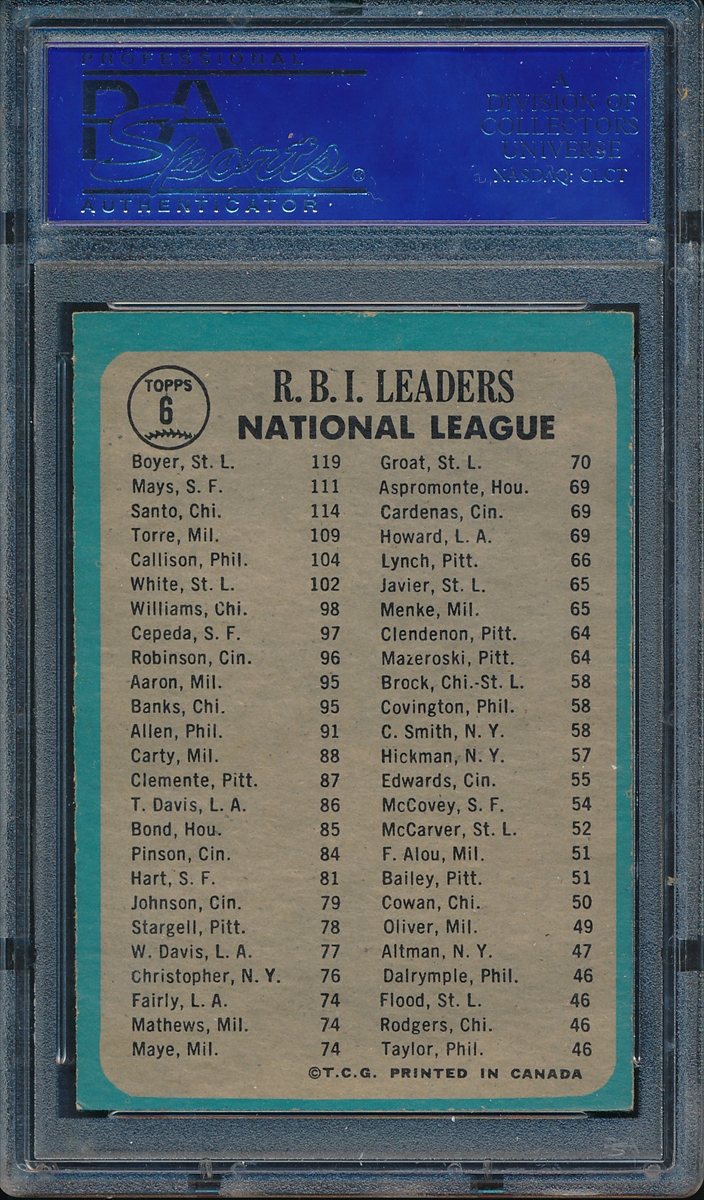 PROFESSIONAL
PSA
Sports®
AUTHENTICATOR
A
DIVISION OF
COLLECTORS
UNIVERSE
NASDAQ: CLCT
TOPPS
6
R. B. I. LEADERS
NATIONAL LEAGUE
Boyer, St. L. 119
Mays, S. F. 111
Santo, Chi. 114
Torre, Mil. 109
Callison, Phil. 104
White, St. L. 102
Williams, Chi. 98
Cepeda, S. F. 97
Robinson, Cin. 96
Aaron, Mil. 95
Banks, Chi. 95
Allen, Phil. 91
Carty, Mil. 88
Clemente, Pitt. 87
T. Davis, L. A. 86
Bond, Hou. 85
Pinson, Cin. 84
Hart, S. F. 81
Johnson, Cin. 79
Stargell, Pitt. 78
W. Davis, L. A. 77
Christopher, N. Y. 76
Fairly, L. A. 74
Mathews, Mil. 74
Maye, Mil. 74
Groat, St. L. 70
Aspromonte, Hou. 69
Cardenas, Cin. 69
Howard, L. A. 69
Lynch, Pitt. 66
Javier, St. L. 65
Menke, Mil. 65
Clendenon, Pitt. 64
Mazeroski, Pitt. 64
Brock, Chi.-St. L. 58
Covington, Phil. 58
C. Smith, N. Y. 58
Hickman, N. Y. 57
Edwards, Cin. 55
McCovey, S. F. 54
McCarver, St. L. 52
F. Alou, Mil. 51
Bailey, Pitt. 51
Cowan, Chi. 50
Oliver, Mil. 49
Altman, N. Y. 47
Dalrymple, Phil. 46
Flood, St. L. 46
Rodgers, Chi. 46
Taylor, Phil. 46
©T.C.G. PRINTED IN CANADA